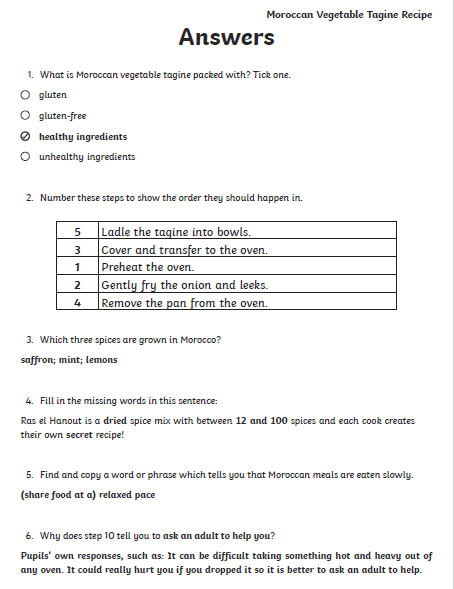 Moroccan Vegetable Tagine Recipe
Answers
1. What is Moroccan vegetable tagine packed with? Tick one.
gluten
gluten-free
healthy ingredients
unhealthy ingredients
2. Number these steps to show the order they should happen in.
5 Ladle the tagine into bowls.
3 Cover and transfer to the oven.
1 Preheat the oven.
2 Gently fry the onion and leeks.
4 Remove the pan from the oven.
3. Which three spices are grown in Morocco?
saffron; mint; lemons
4. Fill in the missing words in this sentence:
Ras el Hanout is a dried spice mix with between 12 and 100 spices and each cook creates
their own secret recipe!
5. Find and copy a word or phrase which tells you that Moroccan meals are eaten slowly.
(share food at a) relaxed pace
6. Why does step 10 tell you to ask an adult to help you?
Pupils' own responses, such as: It can be difficult taking something hot and heavy out of
any oven. It could really hurt you if you dropped it so it is better to ask an adult to help.